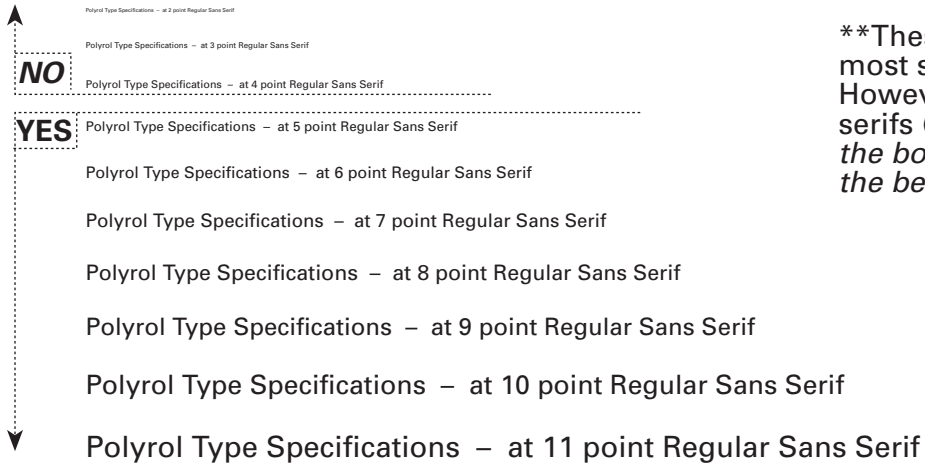 Polyrol Type Specifications – at 2 point Regular Sans Serif
Polyrol Type Specifications – at 3 point Regular Sans Serif
NO
Polyrol Type Specifications – at 4 point Regular Sans Serif
YES
Polyrol Type Specifications – at 5 point Regular Sans Serif
Polyrol Type Specifications – at 6 point Regular Sans Serif
Polyrol Type Specifications – at 7 point Regular Sans Serif
Polyrol Type Specifications – at 8 point Regular Sans Serif
Polyrol Type Specifications – at 9 point Regular Sans Serif
Polyrol Type Specifications – at 10 point Regular Sans Serif
Polyrol Type Specifications – at 11 point Regular Sans Serif
most s
serifs
the bo
the be